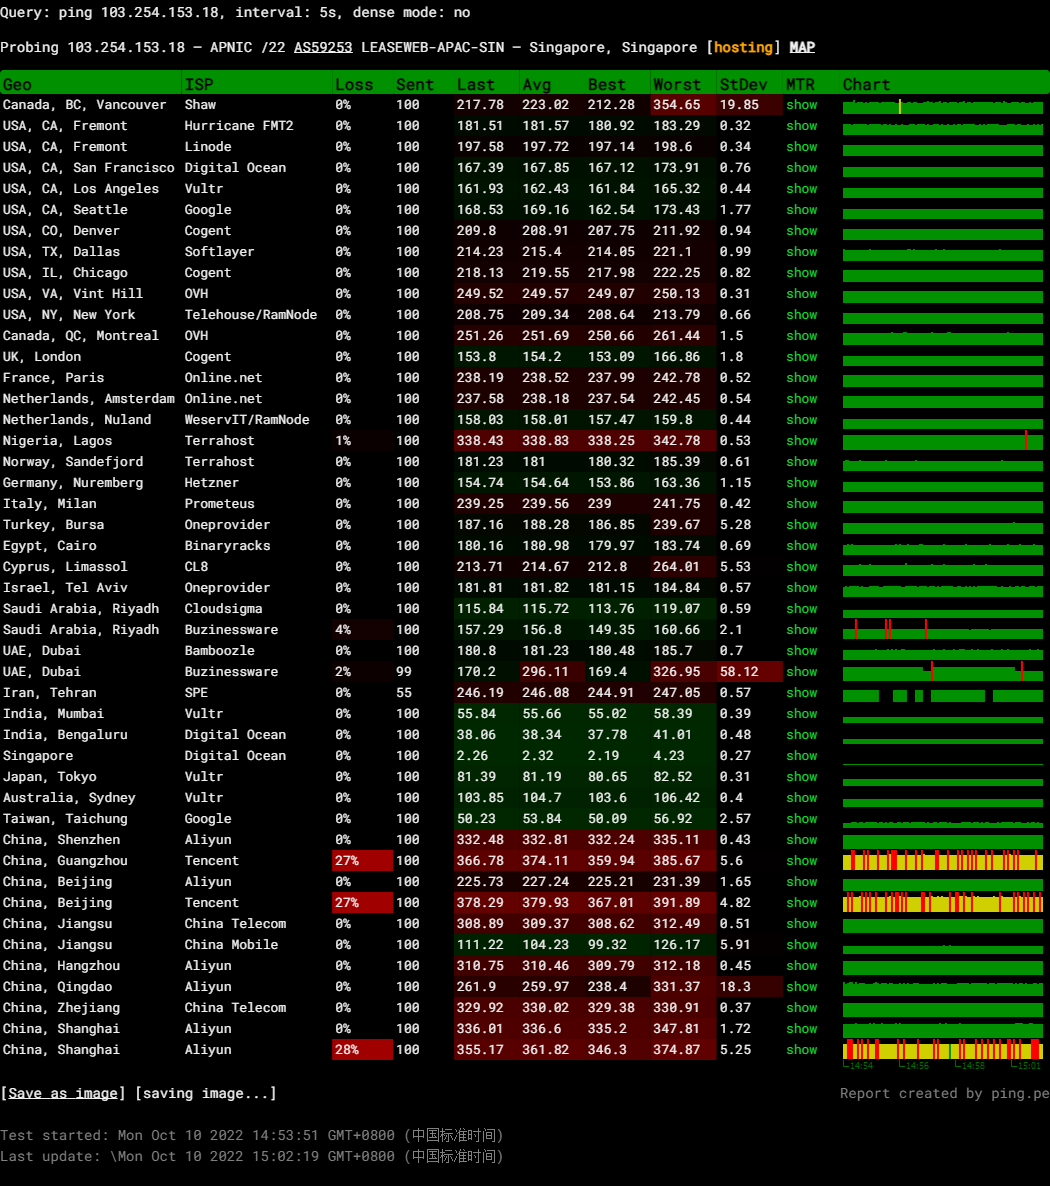 Query: ping 103.254.153.18, interval: 5s, dense mode: no
Probing 103.254.153.18 — APNIC /22 AS59253 LEASEWEB-APAC-SIN — Singapore, Singapore [hosting] MAP
Geo ISP Loss Sent Last Avg Best Worst StDev MTR Chart
Canada, BC, Vancouver Shaw 0% 100 217.78 223.02 212.28 354.65 19.85 show
USA, CA, Fremont Hurricane FMT2 0% 100 181.51 181.57 180.92 183.29 0.32 show
USA, CA, Fremont Linode 0% 100 197.58 197.72 197.14 198.6 0.34 show
USA, CA, San Francisco Digital Ocean 0% 100 167.39 167.85 167.12 173.91 0.76 show
USA, CA, Los Angeles Vultr 0% 100 161.93 162.43 161.84 165.32 0.44 show
USA, CA, Seattle Google 0% 100 168.53 169.16 162.54 173.43 1.77 show
USA, CO, Denver Cogent 0% 100 209.8 208.91 207.75 211.92 0.94 show
USA, TX, Dallas Softlayer 0% 100 214.23 215.4 214.05 221.1 0.99 show
USA, IL, Chicago Cogent 0% 100 218.13 219.55 217.98 222.25 0.82 show
USA, VA, Vint Hill OVH 0% 100 249.52 249.57 249.07 250.13 0.31 show
USA, NY, New York Telehouse/RamNode 0% 100 208.75 209.34 208.64 213.79 0.66 show
Canada, QC, Montreal OVH 0% 100 251.26 251.69 250.66 261.44 1.5 show
UK, London Cogent 0% 100 153.8 154.2 153.09 166.86 1.8 show
France, Paris Online.net 0% 100 238.19 238.52 237.99 242.78 0.52 show
Netherlands, Amsterdam Online.net 0% 100 237.58 238.18 237.54 242.45 0.54 show
Netherlands, Nuland WeservIT/RamNode 0% 100 158.03 158.01 157.47 159.8 0.44 show
Nigeria, Lagos Terrahost 1% 100 338.43 338.83 338.25 342.78 0.53 show
Norway, Sandefjord Terrahost 0% 100 181.23 181 180.32 185.39 0.61 show
Germany, Nuremberg Hetzner 0% 100 154.74 154.64 153.86 163.36 1.15 show
Italy, Milan Prometeus 0% 100 239.25 239.56 239 241.75 0.42 show
Turkey, Bursa Oneprovider 0% 100 187.16 188.28 186.85 239.67 5.28 show
Egypt, Cairo Binaryracks 0% 100 180.16 180.98 179.97 183.74 0.69 show
Cyprus, Limassol CL8 0% 100 213.71 214.67 212.8 264.01 5.53 show
Israel, Tel Aviv Oneprovider 0% 100 181.81 181.82 181.15 184.84 0.57 show
Saudi Arabia, Riyadh Cloudsigma 0% 100 115.84 115.72 113.76 119.07 0.59 show
Saudi Arabia, Riyadh Buzinessware 4% 100 157.29 156.8 149.35 160.66 2.1 show
UAE, Dubai Bamboozle 0% 100 180.8 181.23 180.48 185.7 0.7 show
UAE, Dubai Buzinessware 2% 99 170.2 296.11 169.4 326.95 58.12 show
Iran, Tehran SPE 0% 55 246.19 246.08 244.91 247.05 0.57 show
India, Mumbai Vultr 0% 100 55.84 55.66 55.02 58.39 0.39 show
India, Bengaluru Digital Ocean 0% 100 38.06 38.34 37.78 41.01 0.48 show
Singapore Digital Ocean 0% 100 2.26 2.32 2.19 4.23 0.27 show
Japan, Tokyo Vultr 0% 100 81.39 81.19 80.65 82.52 0.31 show
Australia, Sydney Vultr 0% 100 103.85 104.7 103.6 106.42 0.4 show
Taiwan, Taichung Google 0% 100 50.23 53.84 50.09 56.92 2.57 show
China, Shenzhen Aliyun 0% 100 332.48 332.81 332.24 335.11 0.43 show
China, Guangzhou Tencent 27% 100 366.78 374.11 359.94 385.67 5.6 show
China, Beijing Aliyun 0% 100 225.73 227.24 225.21 231.39 1.65 show
China, Beijing Tencent 27% 100 378.29 379.93 367.01 391.89 4.82 show
China, Jiangsu China Telecom 0% 100 308.89 309.37 308.62 312.49 0.51 show
China, Jiangsu China Mobile 0% 100 111.22 104.23 99.32 126.17 5.91 show
China, Hangzhou Aliyun 0% 100 310.75 310.46 309.79 312.18 0.45 show
China, Qingdao Aliyun 0% 100 261.9 259.97 238.4 331.37 18.3 show
China, Zhejiang China Telecom 0% 100 329.92 330.02 329.38 330.91 0.37 show
China, Shanghai Aliyun 0% 100 336.01 336.6 335.2 347.81 1.72 show
China, Shanghai Aliyun 28% 100 355.17 361.82 346.3 374.87 5.25 show
14:54 14:56 14:58 15:01
[Save as image] [saving image...] Report created by ping.pe
Test started: Mon Oct 10 2022 14:53:51 GMT+0800 (中国标准时间)
Last update: \Mon Oct 10 2022 15:02:19 GMT+0800 (中国标准时间)